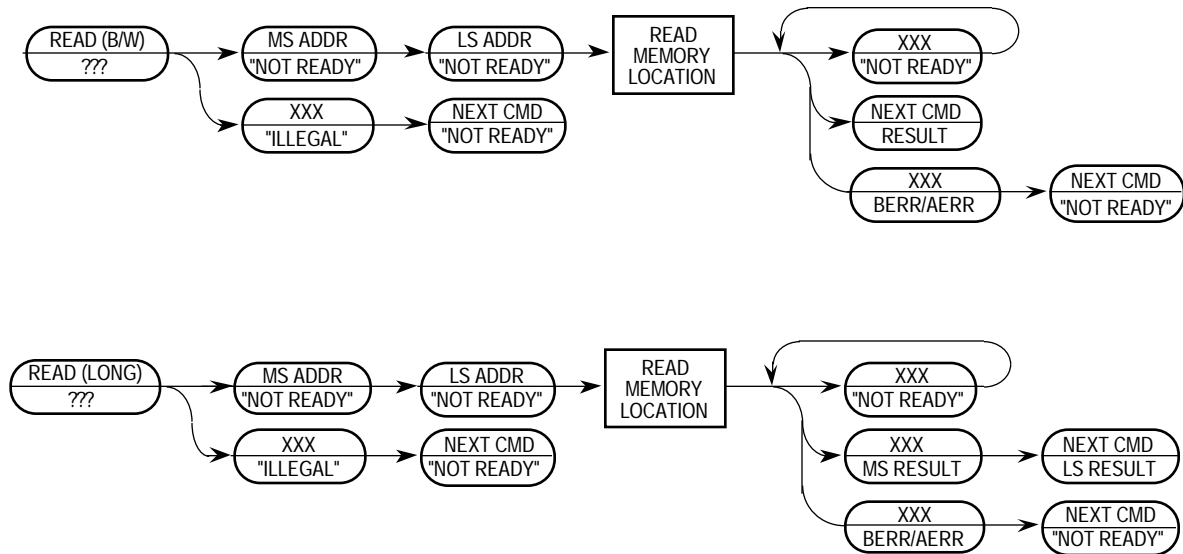 READ (B/W)
???
MS ADDR
"NOT READY"
LS ADDR
"NOT READY"
READ
MEMORY
LOCATION
XXX
"NOT READY"
XXX
"ILLEGAL"
NEXT CMD
"NOT READY"
NEXT CMD
RESULT
XXX
BERR/AERR
NEXT CMD
"NOT READY"
READ (LONG)
???
MS ADDR
"NOT READY"
LS ADDR
"NOT READY"
READ
MEMORY
LOCATION
XXX
"NOT READY"
XXX
"ILLEGAL"
NEXT CMD
"NOT READY"
XXX
MS RESULT
NEXT CMD
LS RESULT
XXX
BERR/AERR
NEXT CMD
"NOT READY"